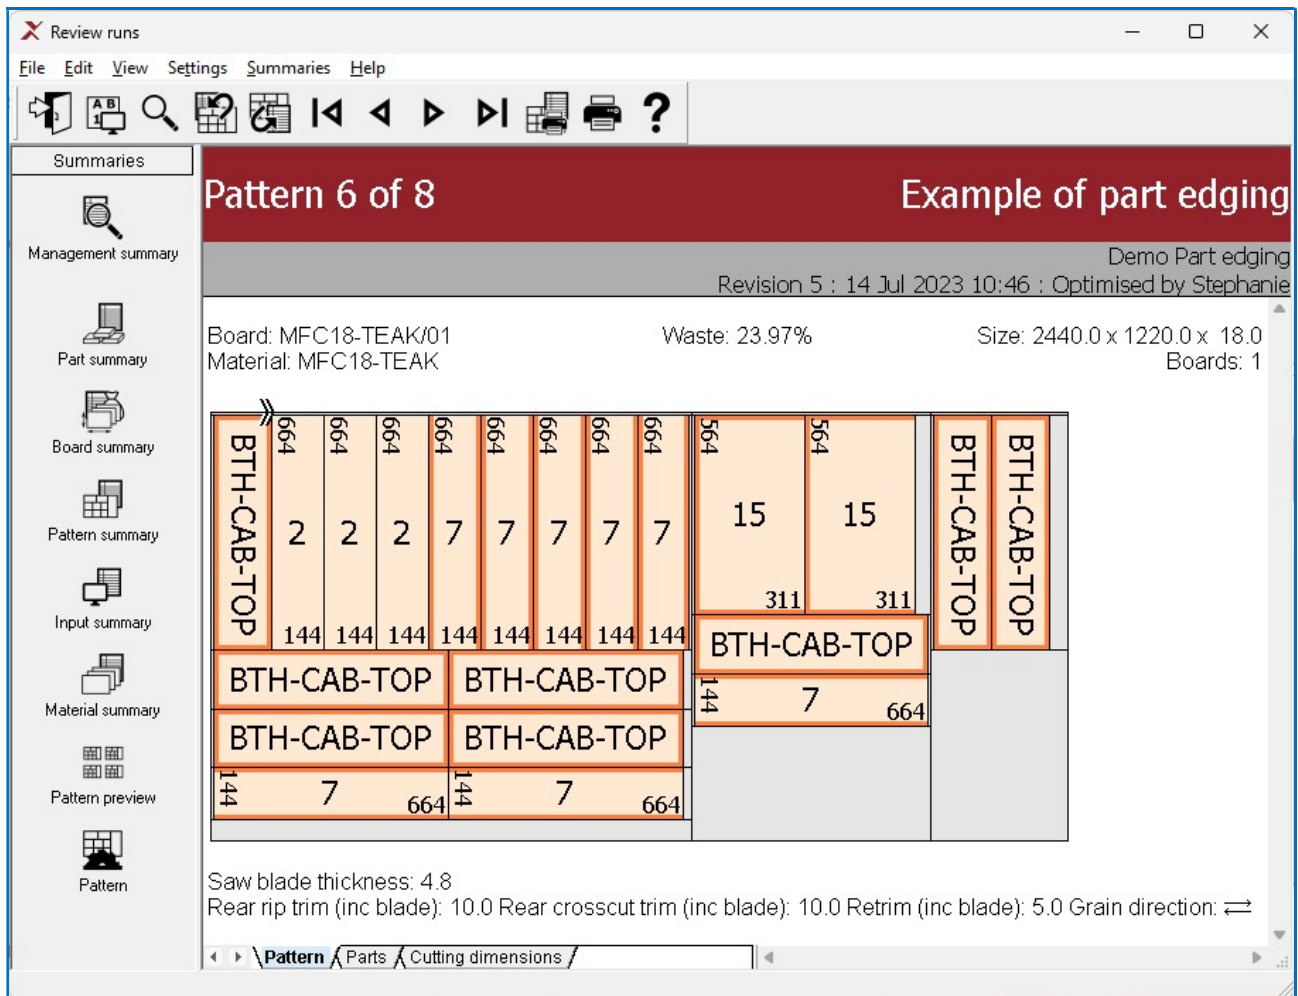 Review runs
File Edit View Settings Summaries Help
A B
1
?
Summaries
Management summary
Part summary
Board summary
Pattern summary
Input summary
Material summary
Pattern preview
Pattern
Pattern 6 of 8 Example of part edging
Demo Part edging
Revision 5 : 14 Jul 2023 10:46 : Optimised by Stephanie
Board: MFC18-TEAK/01 Waste: 23.97% Size: 2440.0 x 1220.0 x 18.0
Material: MFC18-TEAK Boards: 1
BTH-CAB-TOP
664 664 664 664 664 664 664 664
2 2 2 7 7 7 7 7
144 144 144 144 144 144 144 144
564 564
15 15
311 311
BTH-CAB-TOP
BTH-CAB-TOP
BTH-CAB-TOP
144 7 664
BTH-CAB-TOP BTH-CAB-TOP
BTH-CAB-TOP BTH-CAB-TOP
144 7 664 144 7 664
Saw blade thickness: 4.8
Rear rip trim (inc blade): 10.0 Rear crosscut trim (inc blade): 10.0 Retrim (inc blade): 5.0 Grain direction:
Pattern Parts Cutting dimensions